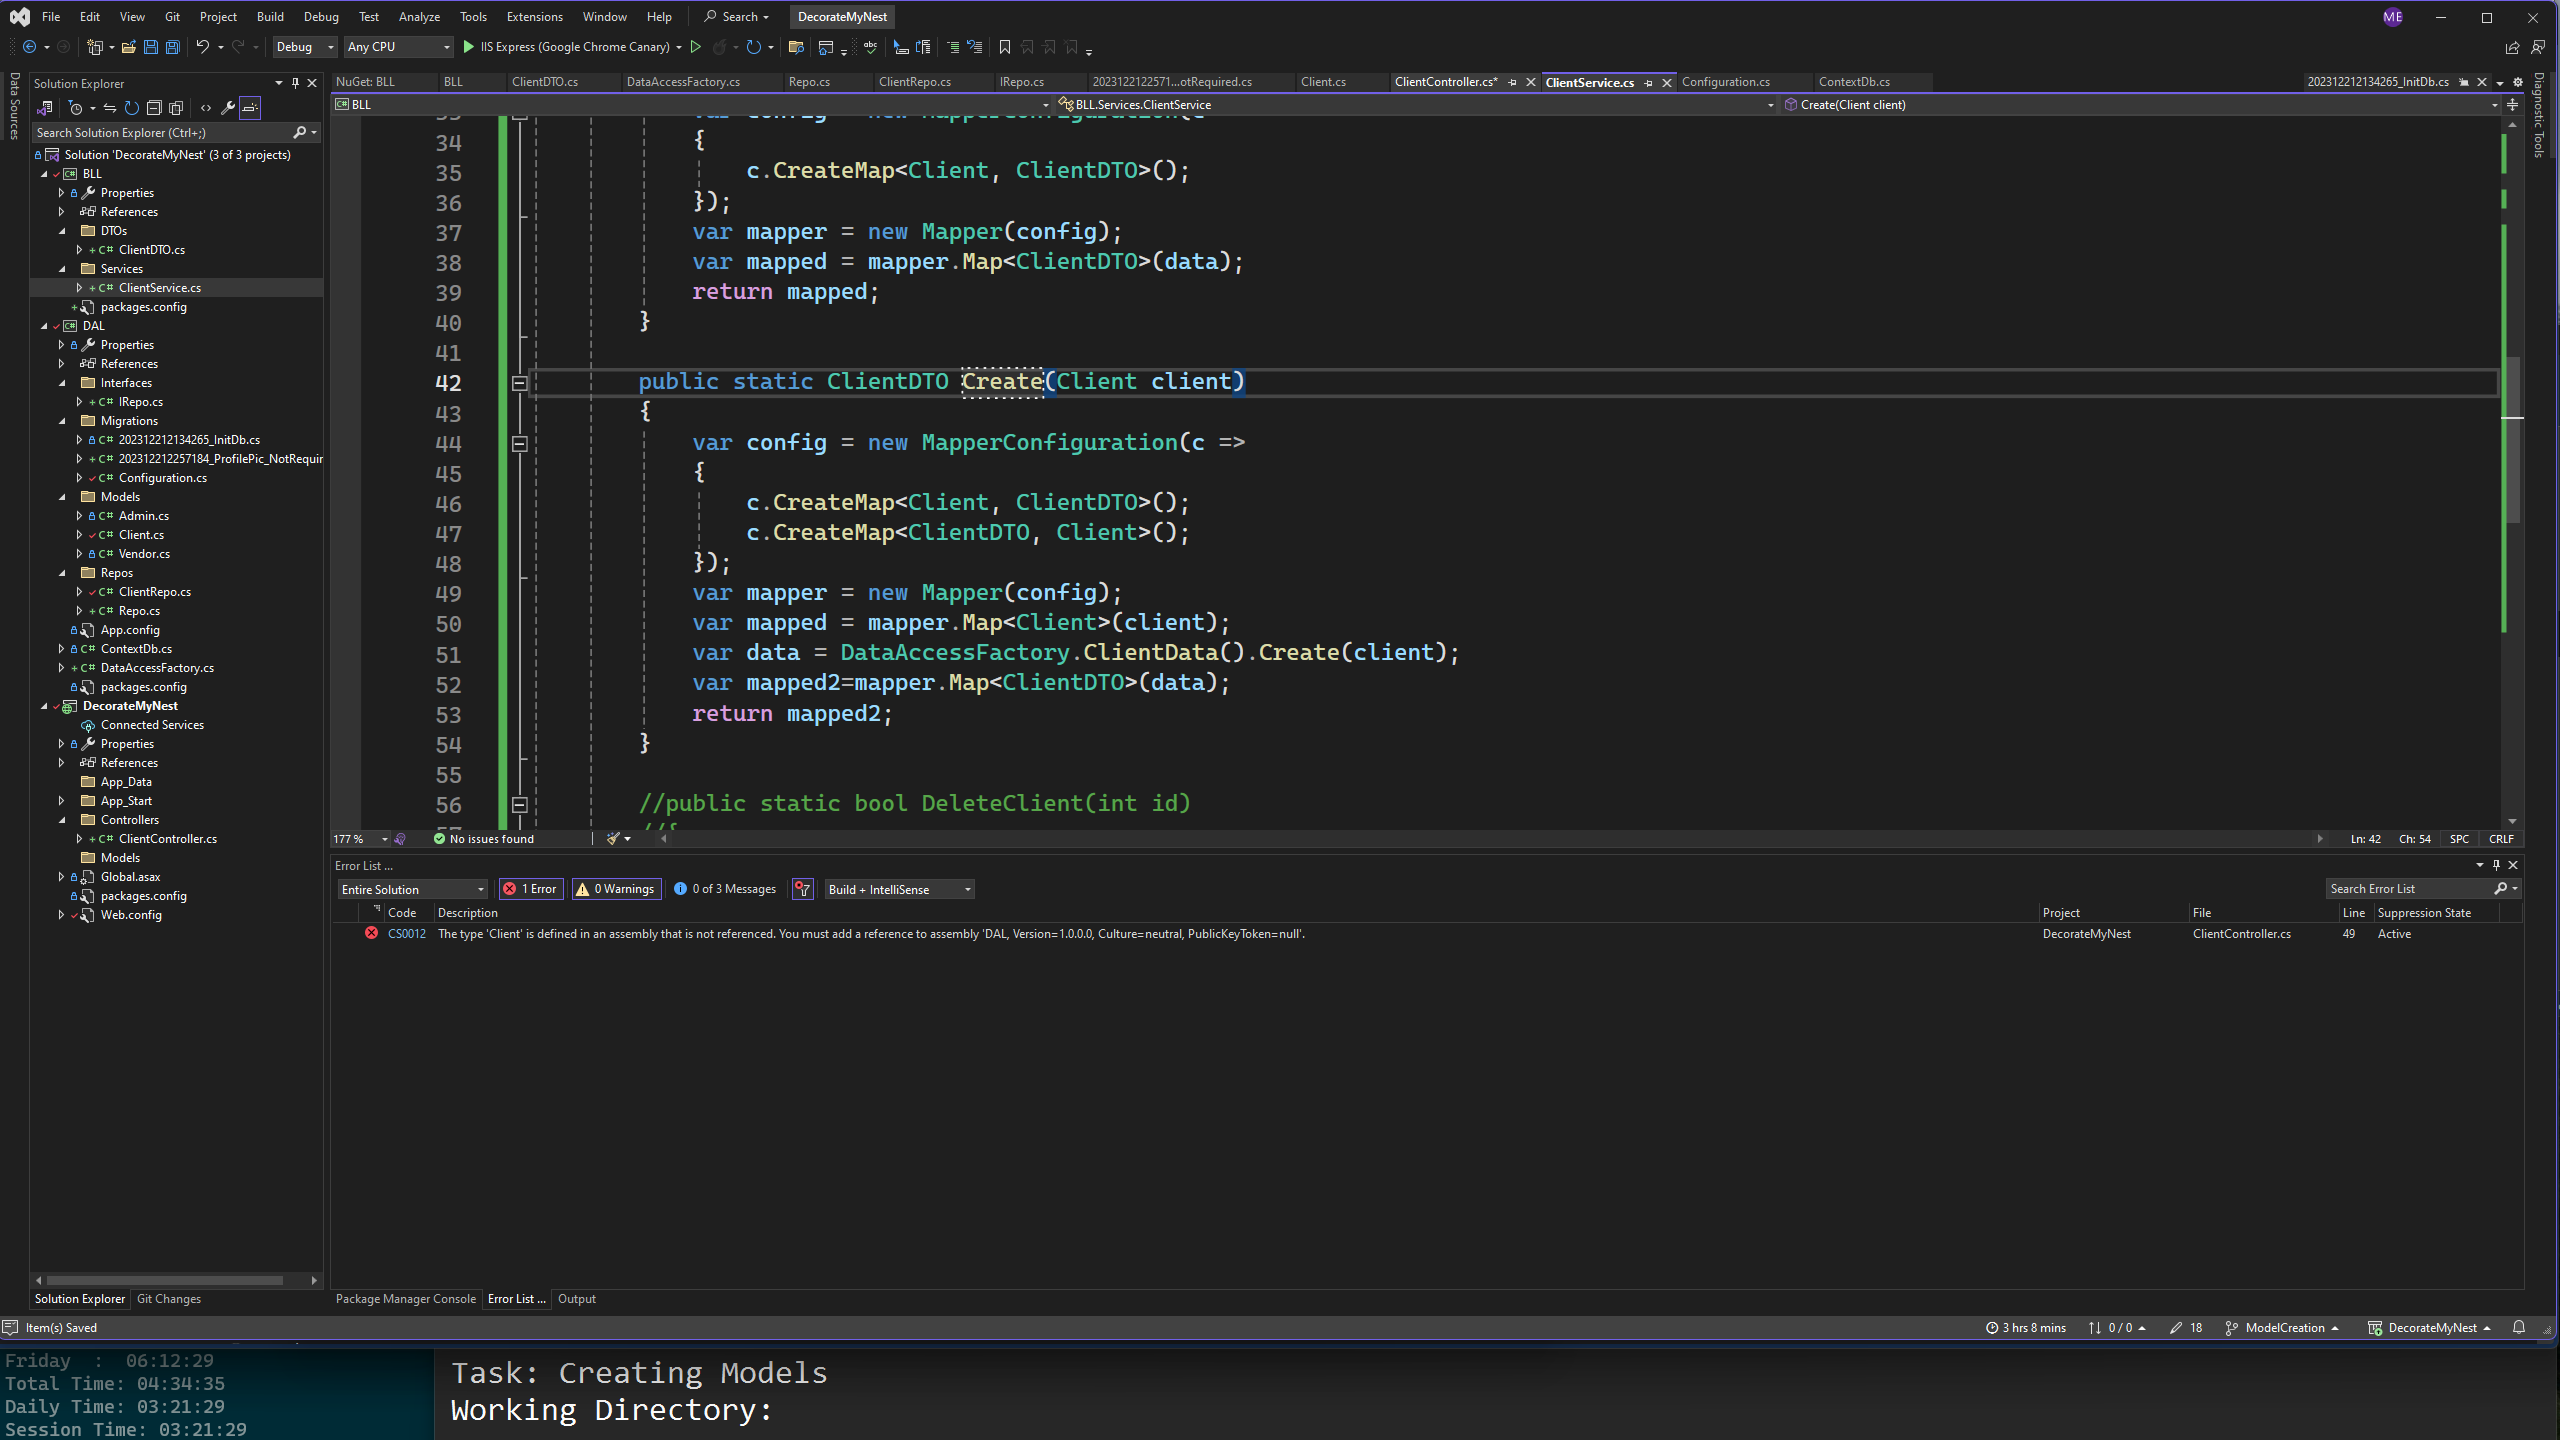 File Edit View Git Project Build Debug Test Analyze Tools Extensions Window Help Search DecorateMyNest ME
Debug Any CPU IIS Express (Google Chrome Canary)
Data Sources
Solution Explorer
Search Solution Explorer (Ctrl+;)
Solution 'DecorateMyNest' (3 of 3 projects)
BLL
Properties
References
DTOs
C# ClientDTO.cs
Services
C# ClientService.cs
packages.config
DAL
Properties
References
Interfaces
C# IRepo.cs
Migrations
C# 202312212134265_InitDb.cs
C# 202312212257184_ProfilePic_NotRequir
C# Configuration.cs
Models
C# Admin.cs
C# Client.cs
C# Vendor.cs
Repos
C# ClientRepo.cs
C# Repo.cs
App.config
C# ContextDb.cs
C# DataAccessFactory.cs
packages.config
DecorateMyNest
Connected Services
Properties
References
App_Data
App_Start
Controllers
C# ClientController.cs
Models
Global.asax
packages.config
Web.config
Solution Explorer Git Changes
NuGet: BLL BLL ClientDTO.cs DataAccessFactory.cs Repo.cs ClientRepo.cs IRepo.cs 2023122122571...otRequired.cs Client.cs ClientController.cs* ClientService.cs Configuration.cs ContextDb.cs 202312212134265_InitDb.cs
BLL BLL.Services.ClientService Create(Client client)
Diagnostic Tools
34 {
35 c.CreateMap<Client, ClientDTO>();
36 });
37 var mapper = new Mapper(config);
38 var mapped = mapper.Map<ClientDTO>(data);
39 return mapped;
40 }
41
42 public static ClientDTO Create(Client client)
43 {
44 var config = new MapperConfiguration(c =>
45 {
46 c.CreateMap<Client, ClientDTO>();
47 c.CreateMap<ClientDTO, Client>();
48 });
49 var mapper = new Mapper(config);
50 var mapped = mapper.Map<Client>(client);
51 var data = DataAccessFactory.ClientData().Create(client);
52 var mapped2=mapper.Map<ClientDTO>(data);
53 return mapped2;
54 }
55
56 //public static bool DeleteClient(int id)
177 % No issues found Ln: 42 Ch: 54 SPC CRLF
Error List ...
Entire Solution 1 Error 0 Warnings 0 of 3 Messages Build + IntelliSense Search Error List
Code Description Project File Line Suppression State
CS0012 The type 'Client' is defined in an assembly that is not referenced. You must add a reference to assembly 'DAL, Version=1.0.0.0, Culture=neutral, PublicKeyToken=null'. DecorateMyNest ClientController.cs 49 Active
Package Manager Console Error List ... Output
Item(s) Saved 3 hrs 8 mins 0 / 0 18 ModelCreation DecorateMyNest
Friday : 06:12:29
Total Time: 04:34:35
Daily Time: 03:21:29
Session Time: 03:21:29
Task: Creating Models
Working Directory: